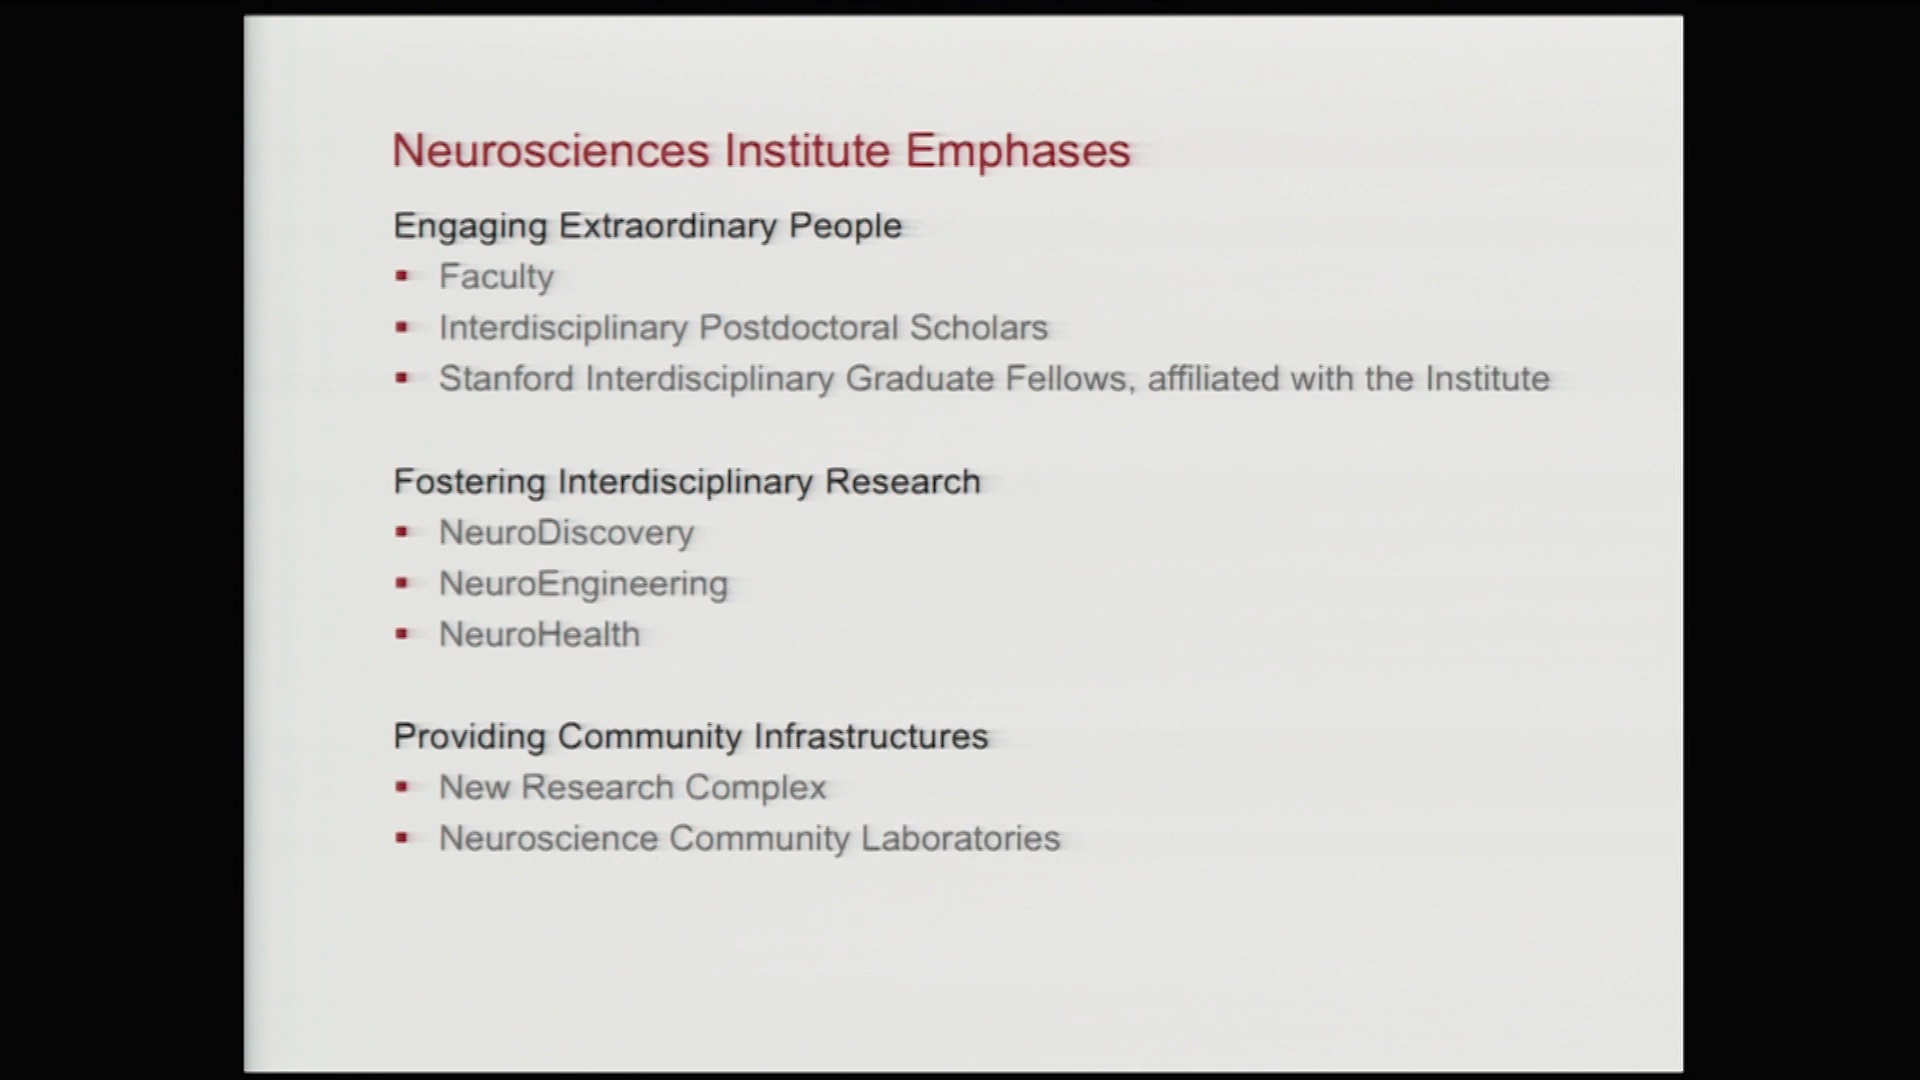 Neurosciences Institute Emphases
Engaging Extraordinary People
▪ Faculty
▪ Interdisciplinary Postdoctoral Scholars
▪ Stanford Interdisciplinary Graduate Fellows, affiliated with the Institute
Fostering Interdisciplinary Research
▪ NeuroDiscovery
▪ NeuroEngineering
▪ NeuroHealth
Providing Community Infrastructures
▪ New Research Complex
▪ Neuroscience Community Laboratories